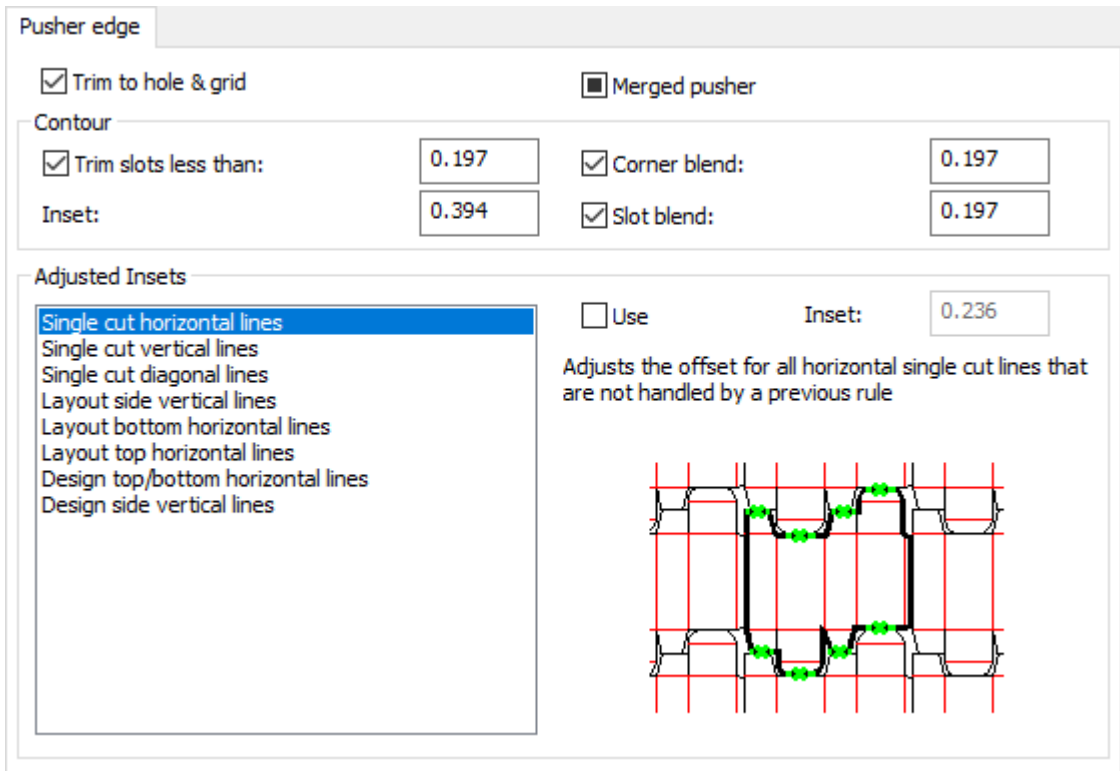 Pusher edge
Trim to hole & grid
Merged pusher
Contour
Trim slots less than: 0.197
Corner blend: 0.197
Inset: 0.394
Slot blend: 0.197
Adjusted Insets
Single cut horizontal lines
Single cut vertical lines
Single cut diagonal lines
Layout side vertical lines
Layout bottom horizontal lines
Layout top horizontal lines
Design top/bottom horizontal lines
Design side vertical lines
Use
Inset: 0.236
Adjusts the offset for all horizontal single cut lines that
are not handled by a previous rule